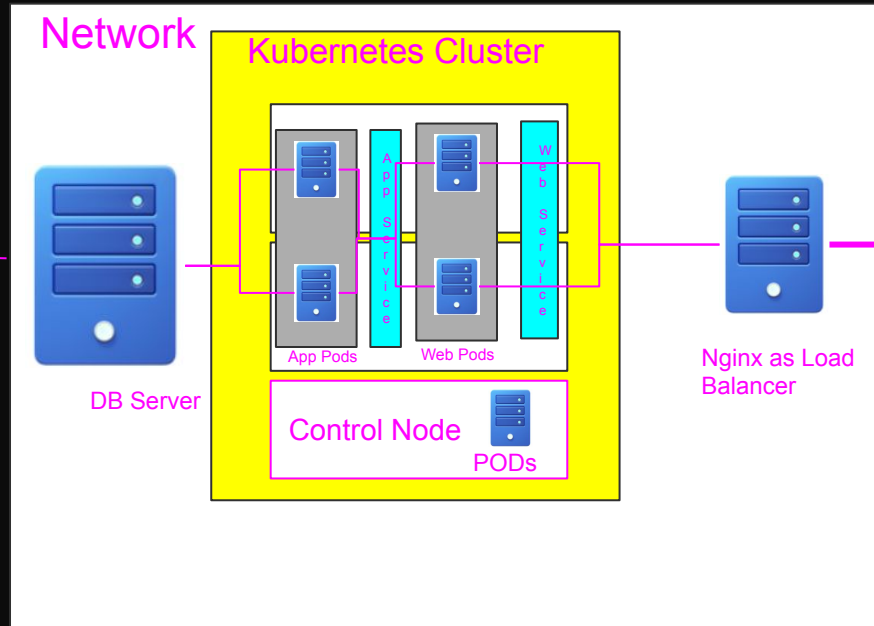 Network
Kubernetes Cluster
App Service
Web Service
App Pods
Web Pods
DB Server
Nginx as Load
Balancer
Control Node
PODs